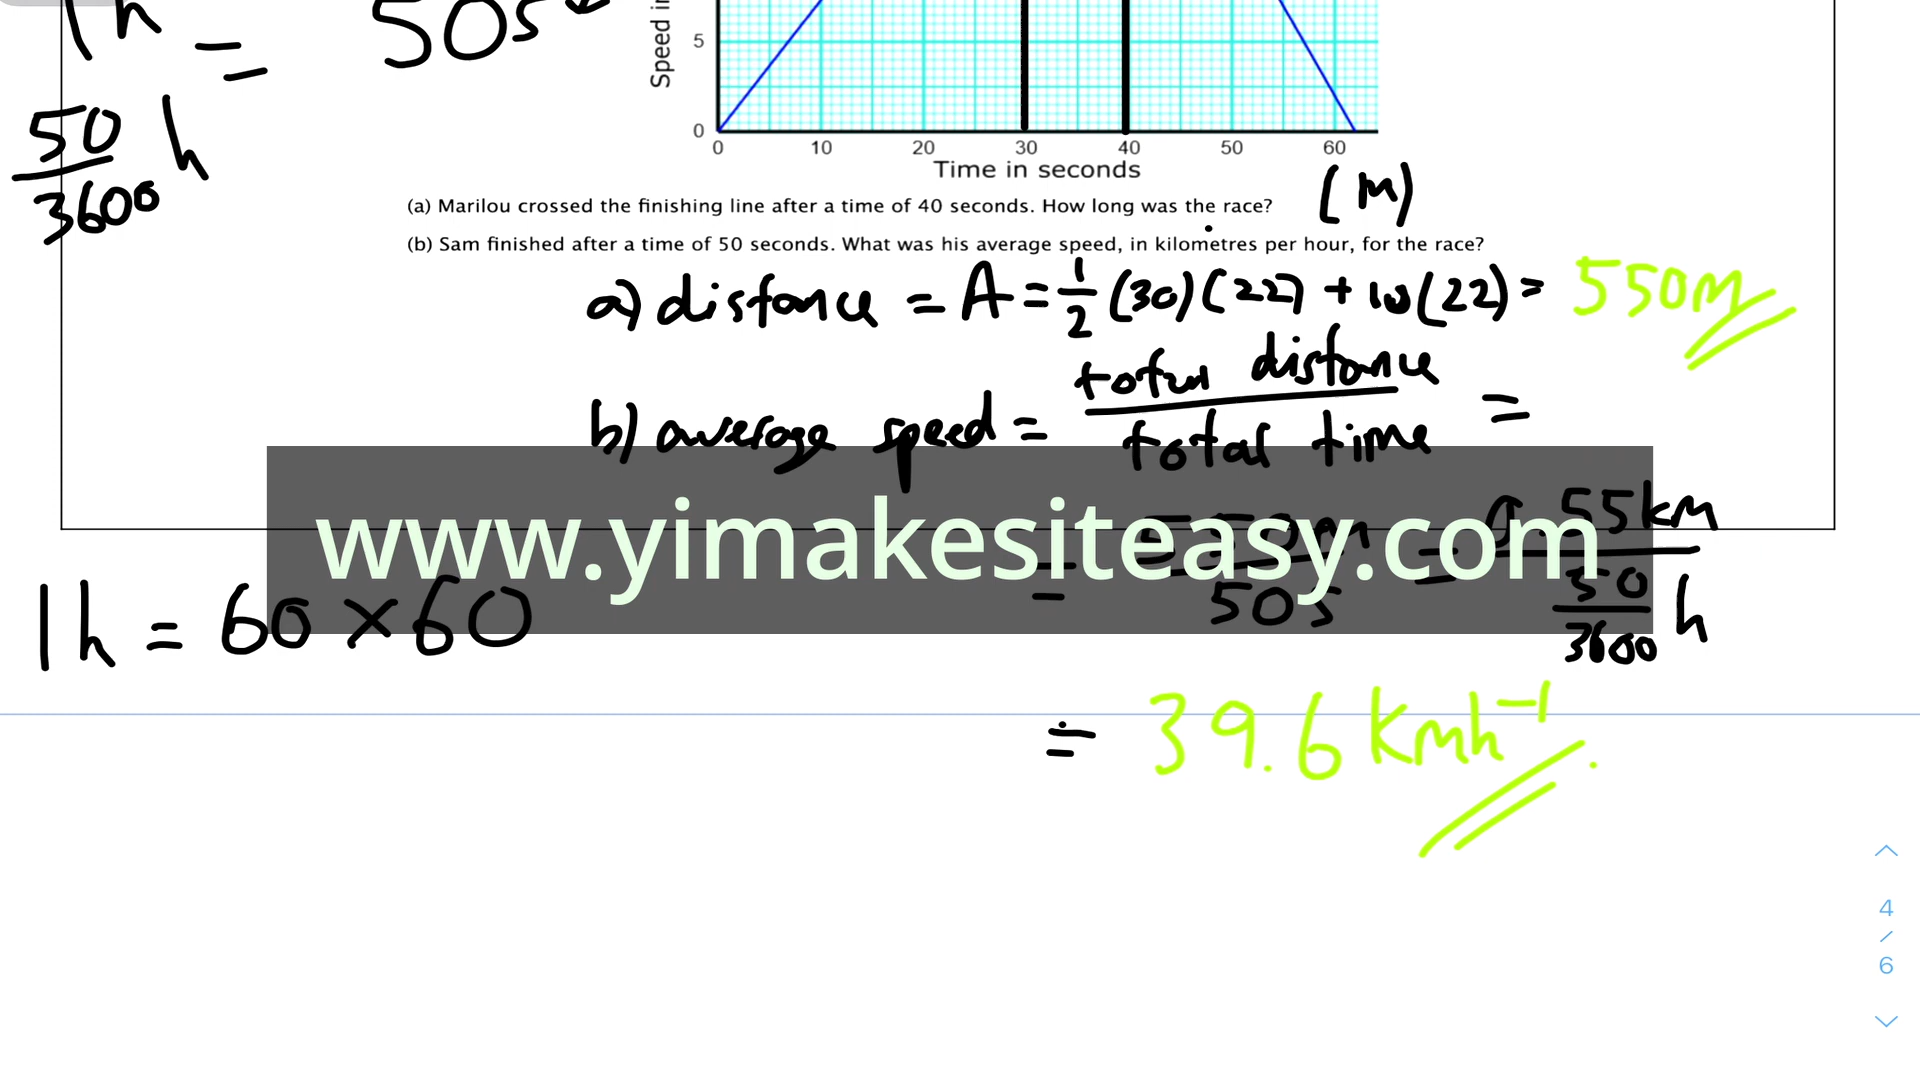 1h = 50s
Speed in
5
50/3600 h
0
0 10 20 30 40 50 60
Time in seconds
(m)
(a) Marilou crossed the finishing line after a time of 40 seconds. How long was the race?
(b) Sam finished after a time of 50 seconds. What was his average speed, in kilometres per hour, for the race?
a) distance = A = 1/2 (30)(22) + 10(22) = 550m
b) average speed = total distance / total time =
= 550m / 50s = 0.55km / 50/3600 h
www.yimakesiteasy.com
1h = 60 × 60
= 39.6 kmh⁻¹
4
/
6